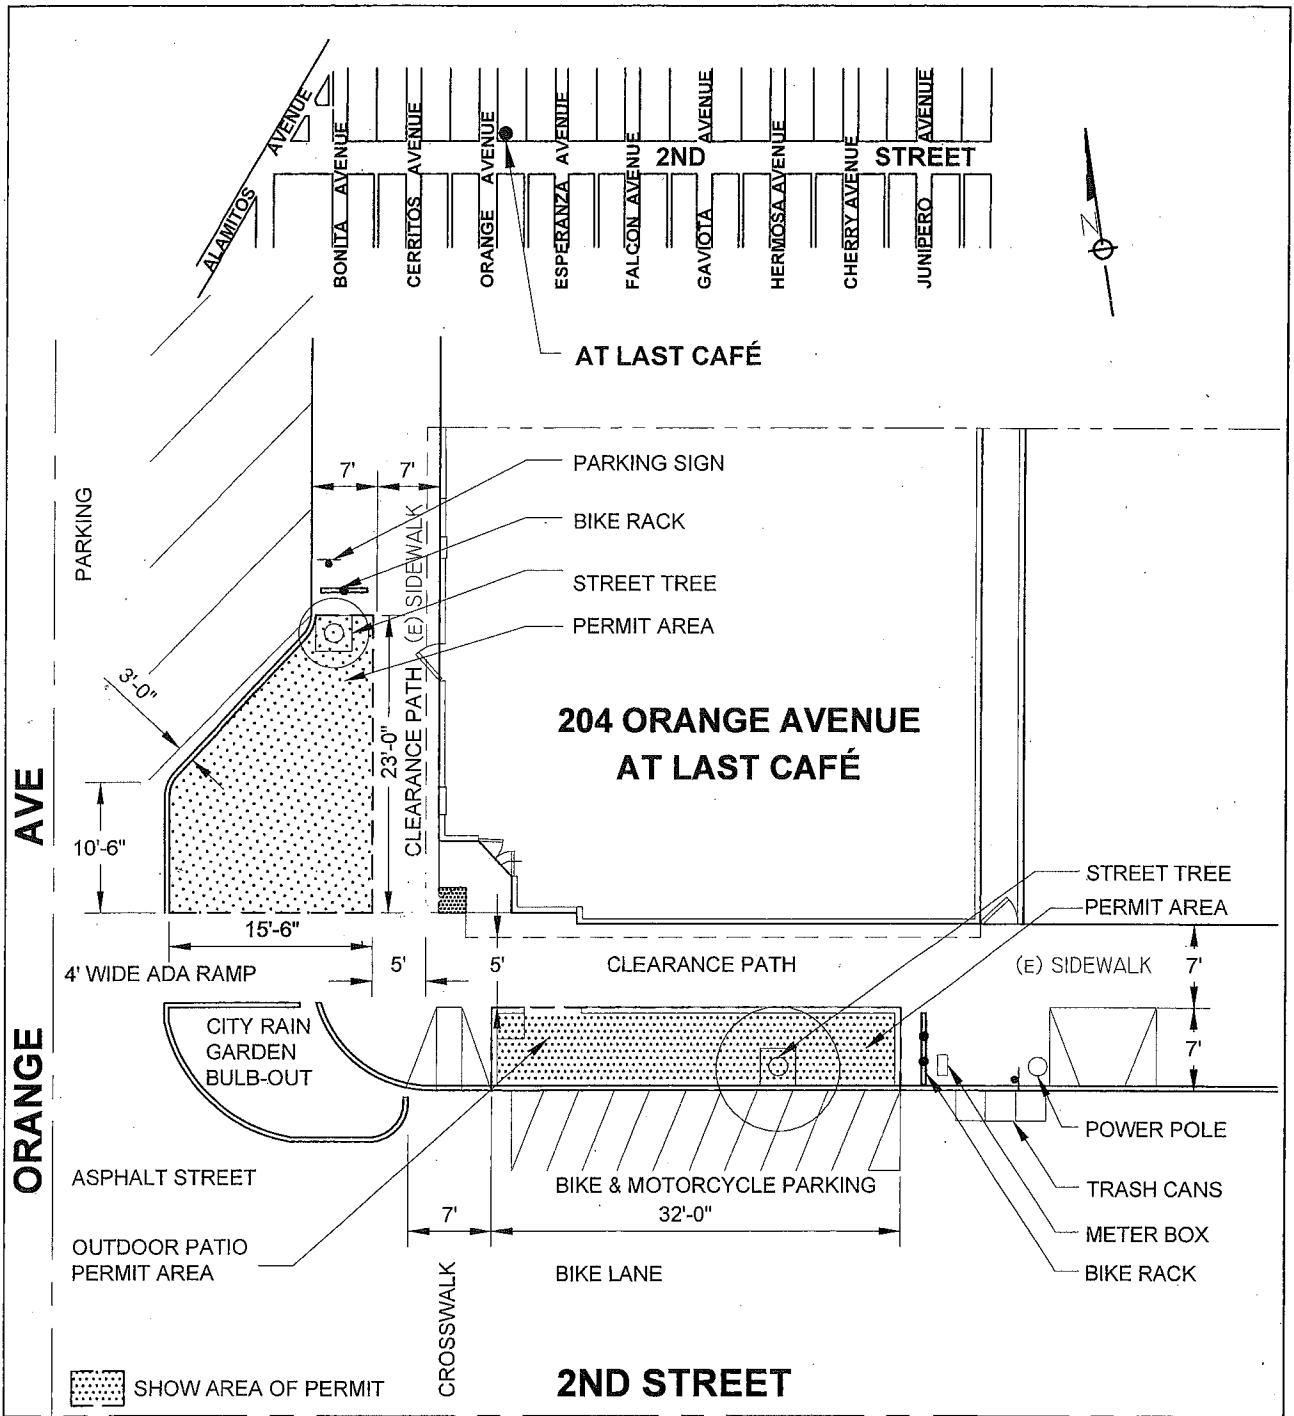 ALAMITOS AVENUE
BONITA AVENUE
CERRITOS AVENUE
ORANGE AVENUE
ESPERANZA AVENUE
FALCON AVENUE
GAVIOTA AVENUE
HERMOSA AVENUE
CHERRY AVENUE
JUNIPERO AVENUE
2ND STREET
N
AT LAST CAFÉ
PARKING
7'
7'
PARKING SIGN
BIKE RACK
STREET TREE
PERMIT AREA
(E) SIDEWALK
CLEARANCE PATH
3'-0"
23'-0"
204 ORANGE AVENUE
AT LAST CAFÉ
10'-6"
15'-6"
STREET TREE
PERMIT AREA
4' WIDE ADA RAMP
5'
5'
CLEARANCE PATH
(E) SIDEWALK
7'
7'
CITY RAIN
GARDEN
BULB-OUT
ORANGE AVE
POWER POLE
ASPHALT STREET
BIKE & MOTORCYCLE PARKING
TRASH CANS
7'
32'-0"
METER BOX
OUTDOOR PATIO
PERMIT AREA
BIKE LANE
BIKE RACK
CROSSWALK
SHOW AREA OF PERMIT
2ND STREET